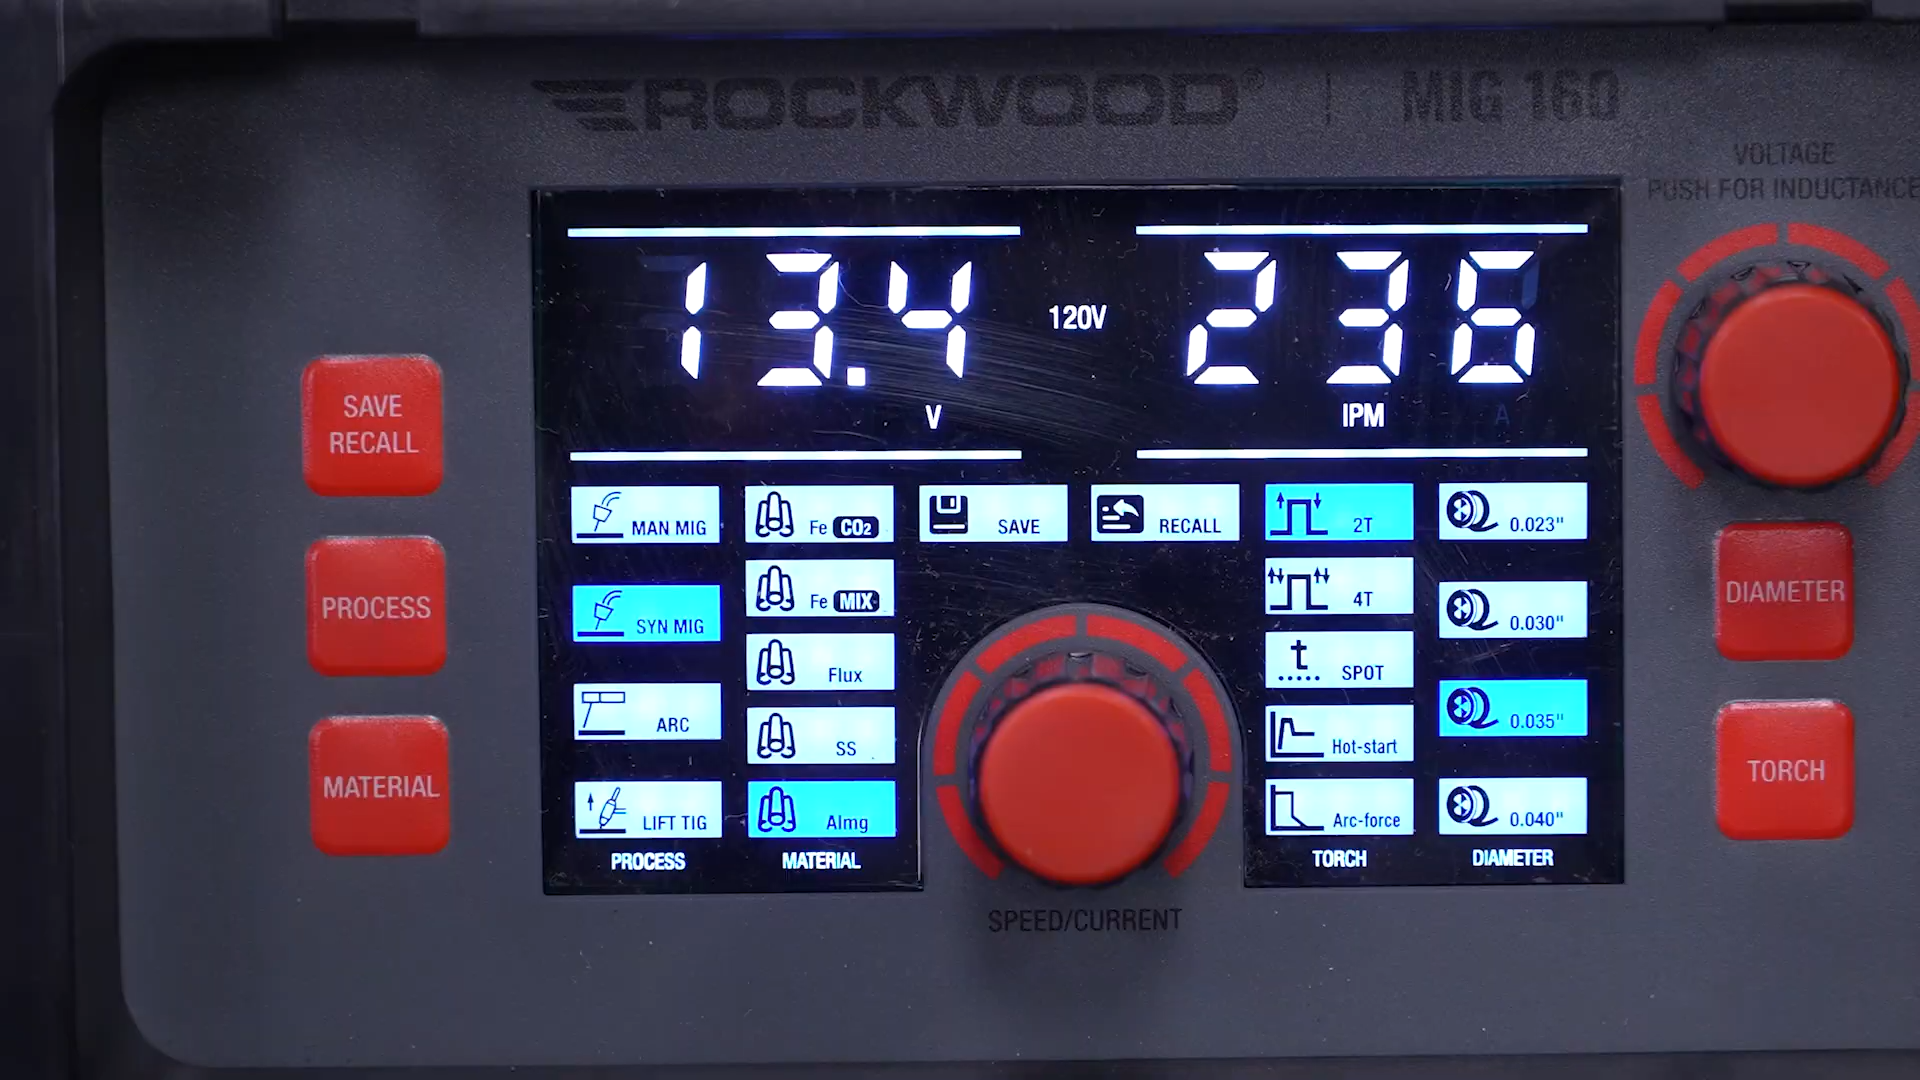 ROCKWOOD® | MIG 160
VOLTAGE
PUSH FOR INDUCTANCE
13.4
V
120V
236
IPM
A
SAVE
RECALL
PROCESS
MATERIAL
MAN MIG
SYN MIG
ARC
LIFT TIG
PROCESS
Fe CO2
Fe MIX
Flux
SS
Almg
MATERIAL
SAVE
RECALL
2T
4T
t
SPOT
Hot-start
Arc-force
TORCH
0.023"
0.030"
0.035"
0.040"
DIAMETER
SPEED/CURRENT
DIAMETER
TORCH